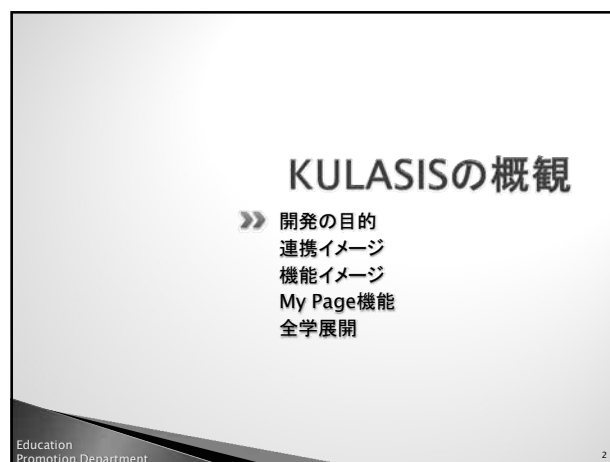 KULASISの概観
開発の目的
連携イメージ
機能イメージ
My Page機能
全学展開
Education
Promotion Department
2